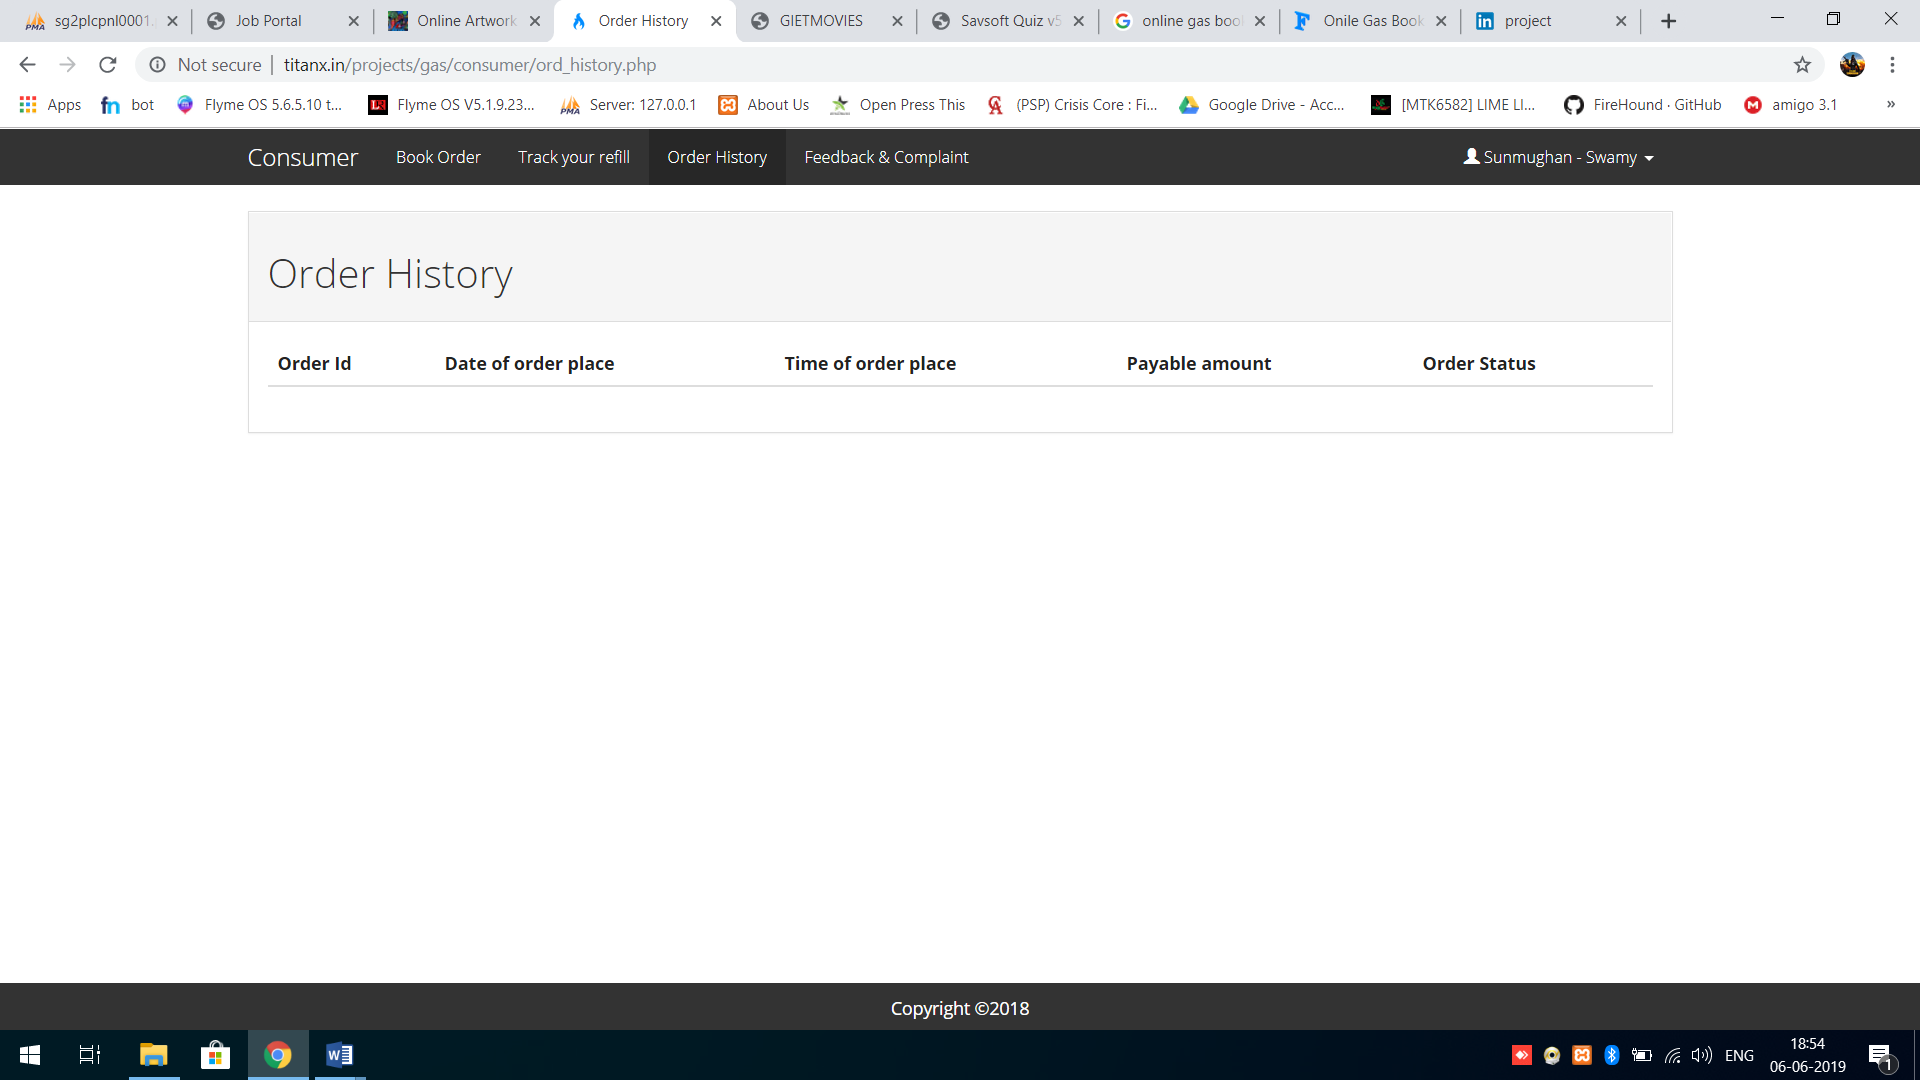 sg2plcpnl0001. Job Portal Online Artwork Order History GIETMOVIES Savsoft Quiz v5 online gas boo Onile Gas Book project
Not secure | titanx.in/projects/gas/consumer/ord_history.php
Apps bot Flyme OS 5.6.5.10 t... Flyme OS V5.1.9.23... Server: 127.0.0.1 About Us Open Press This (PSP) Crisis Core : Fi... Google Drive - Acc... [MTK6582] LIME LI... FireHound · GitHub amigo 3.1 »
Consumer Book Order Track your refill Order History Feedback & Complaint Sunmughan - Swamy
Order History
Order Id Date of order place Time of order place Payable amount Order Status
Copyright ©2018
ENG 18:54
06-06-2019 1